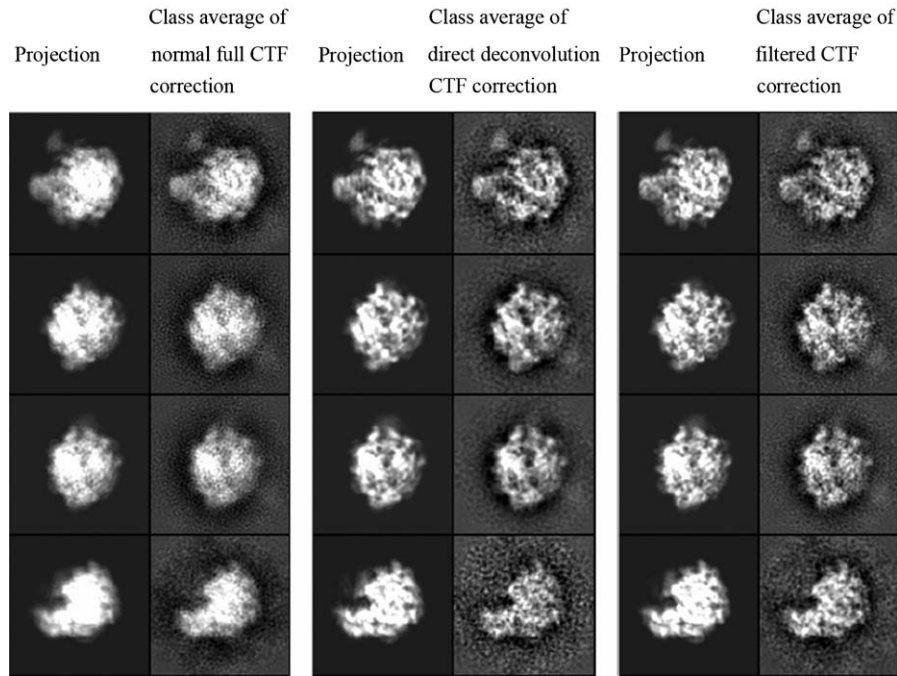 Projection
Class average of
normal full CTF
correction
Projection
Class average of
direct deconvolution
CTF correction
Projection
Class average of
filtered CTF
correction